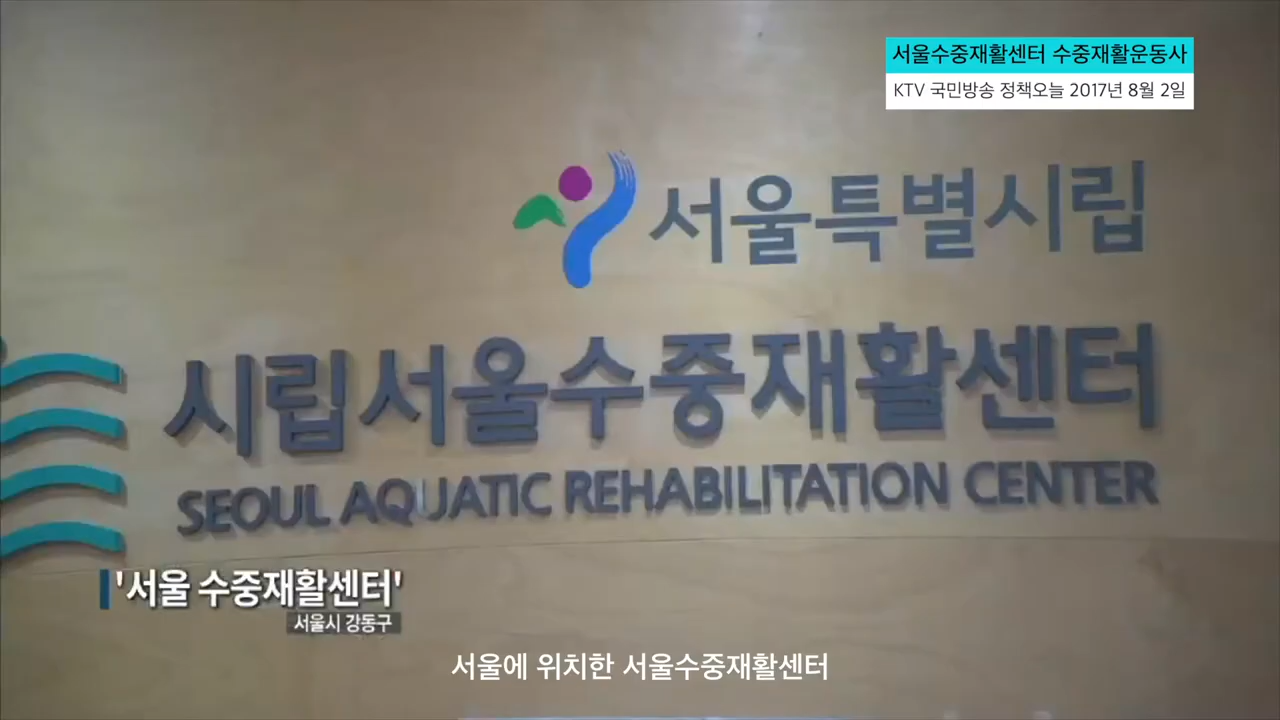 서울수중재활센터 수중재활운동사
KTV 국민방송 정책오늘 2017년 8월 2일
서울특별시립
시립서울수중재활센터
SEOUL AQUATIC REHABILITATION CENTER
'서울 수중재활센터'
서울시 강동구
서울에 위치한 서울수중재활센터